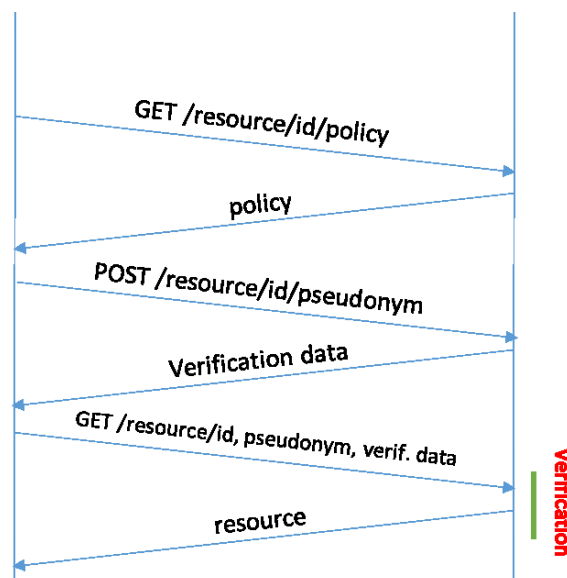 GET /resource/id/policy
policy
POST /resource/id/pseudonym
Verification data
GET /resource/id, pseudonym, verif. data
verification
resource